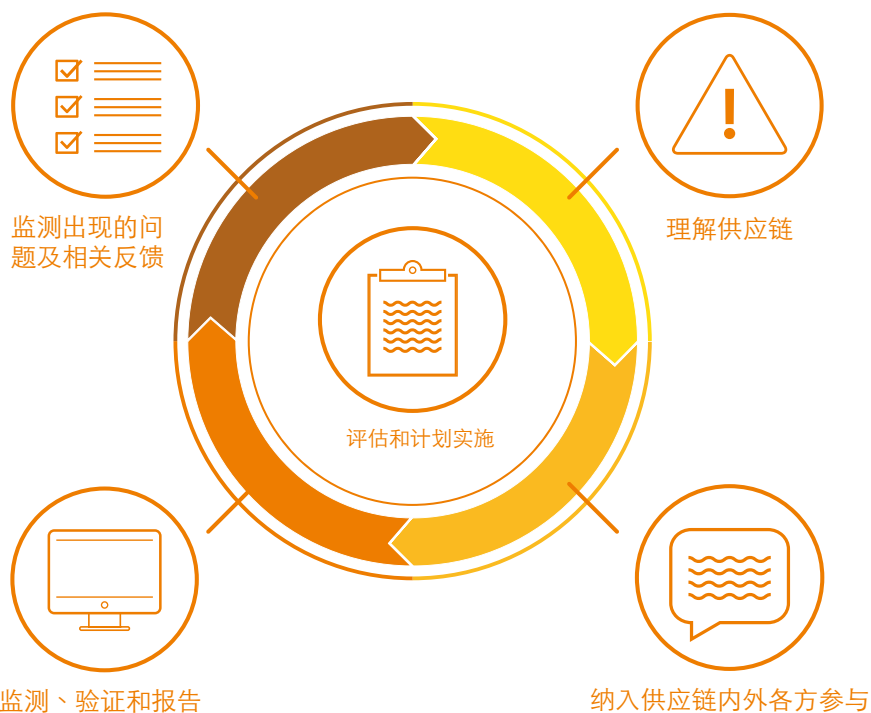 监测出现的问
题及相关反馈
理解供应链
评估和计划实施
监测、验证和报告
纳入供应链内外各方参与